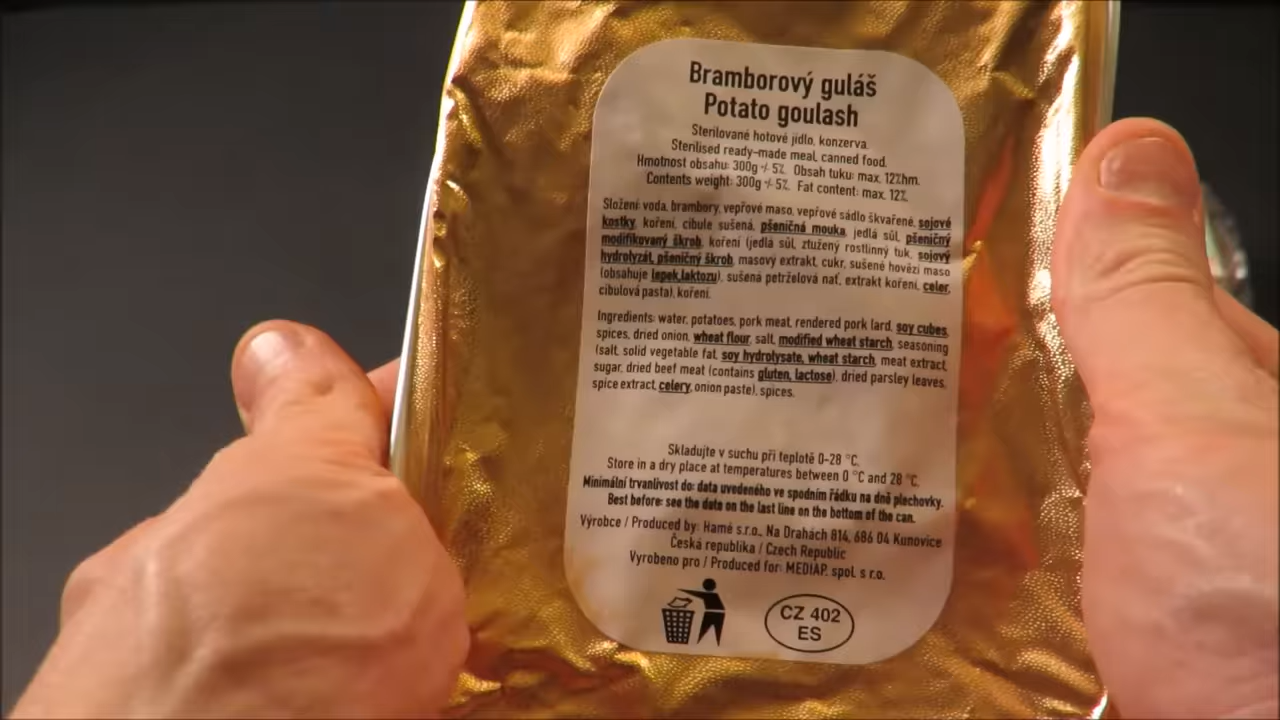 Bramborový guláš
Potato goulash
Sterilované hotové jídlo, konzerva.
Sterilised ready-made meal, canned food.
Hmotnost obsahu: 300g +/- 5%. Obsah tuku: max. 12%hm.
Contents weight: 300g +/- 5%. Fat content: max. 12%.
Složení: voda, brambory, vepřové maso, vepřové sádlo škvařené, sojové
kostky, koření, cibule sušená, pšeničná mouka, jedlá sůl, pšeničný
modifikovaný škrob, koření (jedlá sůl, ztužený rostlinný tuk, sojový
hydrolyzát, pšeničný škrob, masový extrakt, cukr, sušené hovězí maso
(obsahuje lepek,laktozu), sušená petrželová nať, extrakt koření, celer,
cibulová pasta), koření.
Ingredients: water, potatoes, pork meat, rendered pork lard, soy cubes,
spices, dried onion, wheat flour, salt, modified wheat starch, seasoning
(salt, solid vegetable fat, soy hydrolysate, wheat starch, meat extract,
sugar, dried beef meat (contains gluten, lactose), dried parsley leaves,
spice extract, celery, onion paste), spices.
Skladujte v suchu při teplotě 0-28 °C.
Store in a dry place at temperatures between 0 °C and 28 °C.
Minimální trvanlivost do: data uvedeného ve spodním řádku na dně plechovky.
Best before: see the date on the last line on the bottom of the can.
Výrobce / Produced by: Hamé s.r.o., Na Drahách 814, 686 04 Kunovice
Česká republika / Czech Republic
Vyrobeno pro / Produced for: MEDIAP, spol. s r.o.
CZ 402
ES